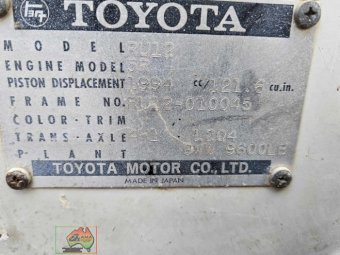 TOYOTA
MODEL RU12
ENGINE MODEL 5R
PISTON DISPLACEMENT 1994 cc/121.6 cu.in.
FRAME NO. RU12-010045
COLOR-TRIM
TRANS-AXLE
PLANT
TOYOTA MOTOR CO., LTD.
MADE IN JAPAN